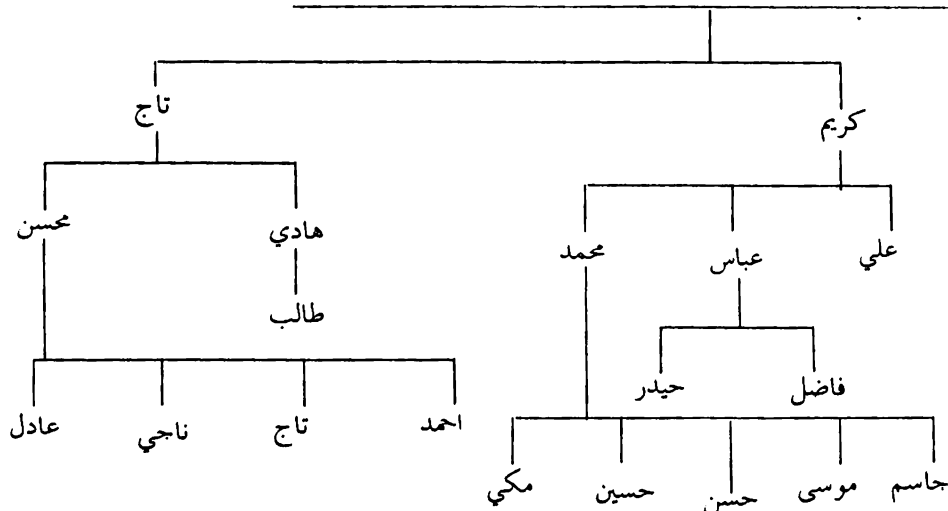 تاج
كريم
محسن
هادي
محمد
عباس
علي
طالب
حيدر
فاضل
عادل
ناجي
تاج
احمد
مكي
حسين
حسن
موسى
جاسم